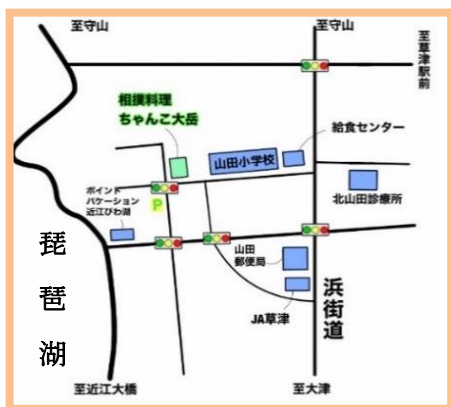 至守山
至守山
至草津駅前
相撲料理
ちゃんこ大岳
給食センター
山田小学校
北山田診療所
ポインド
バケーション
近江びわ湖
P
琵琶湖
山田
郵便局
浜街道
JA草津
至近江大橋
至大津